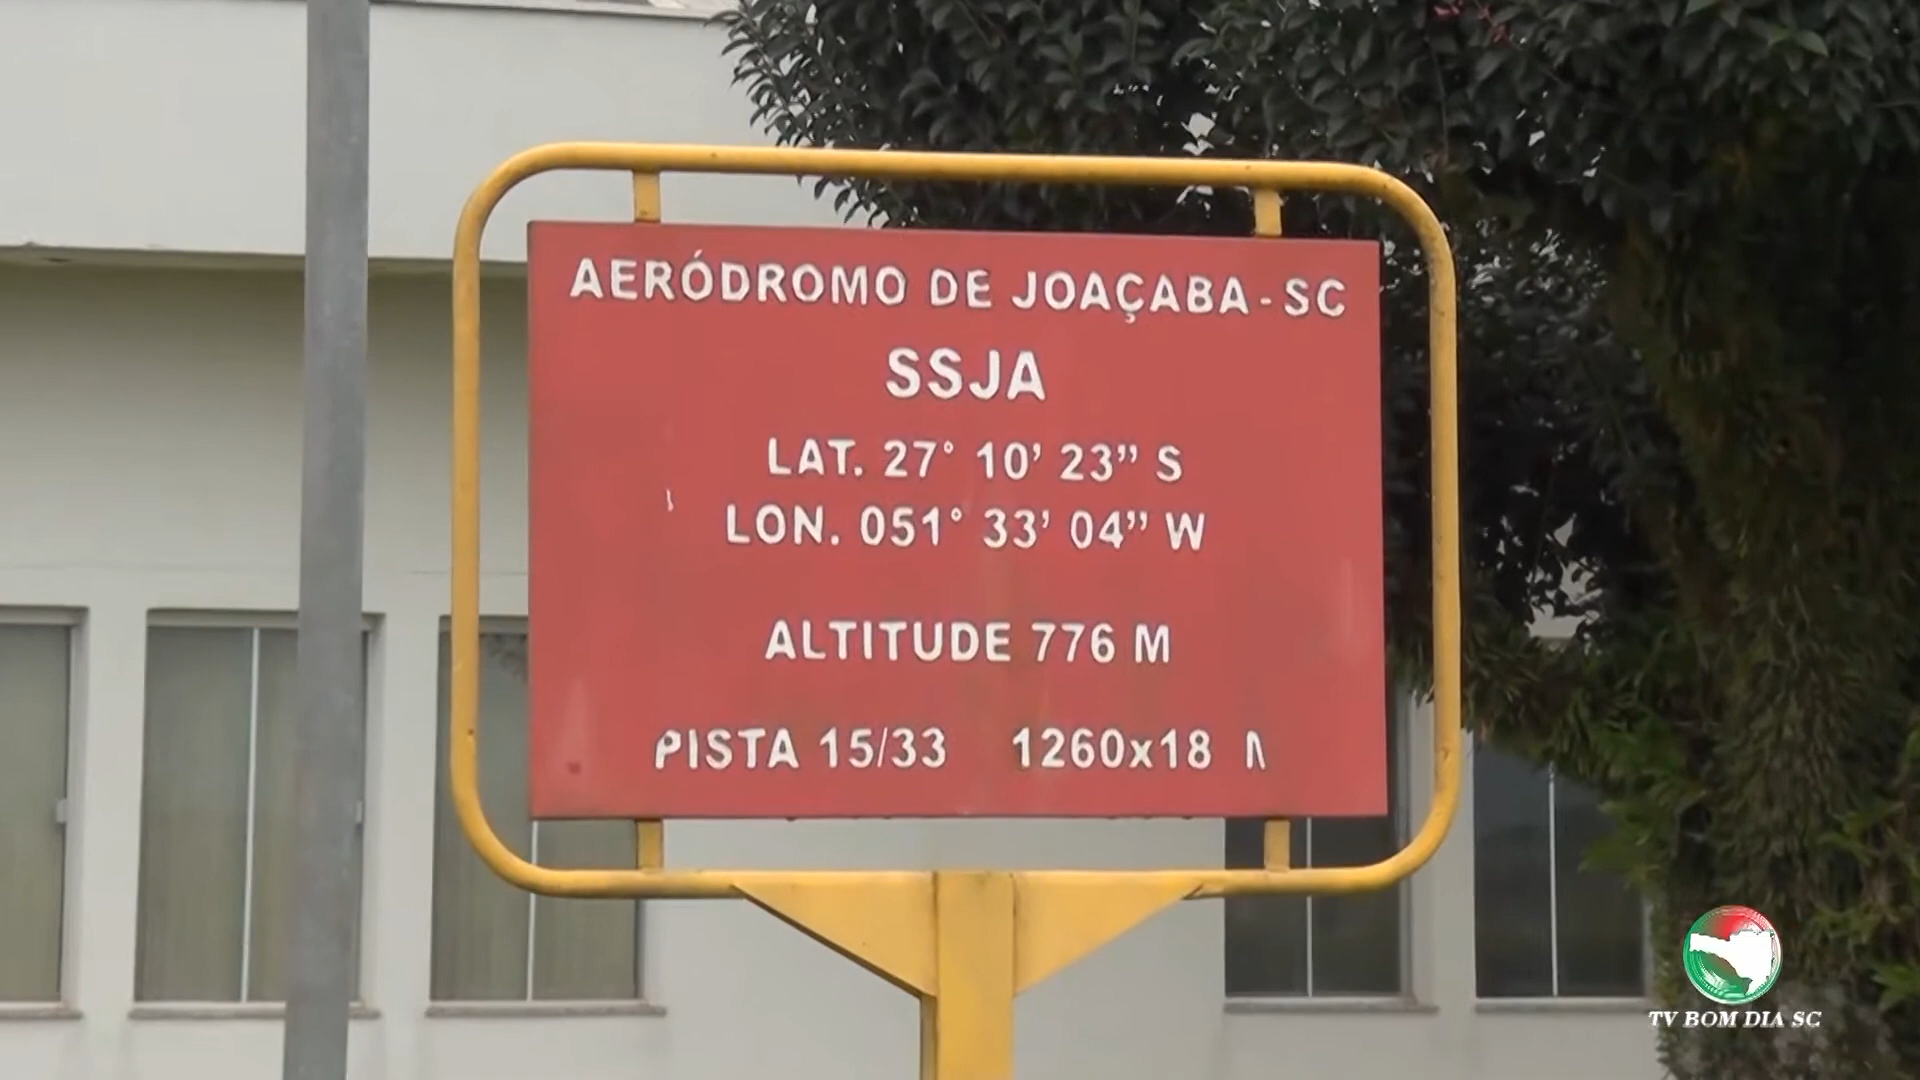 AERÓDROMO DE JOAÇABA - SC
SSJA
LAT. 27° 10' 23" S
LON. 051° 33' 04" W
ALTITUDE 776 M
PISTA 15/33 1260x18
TV BOM DIA SC